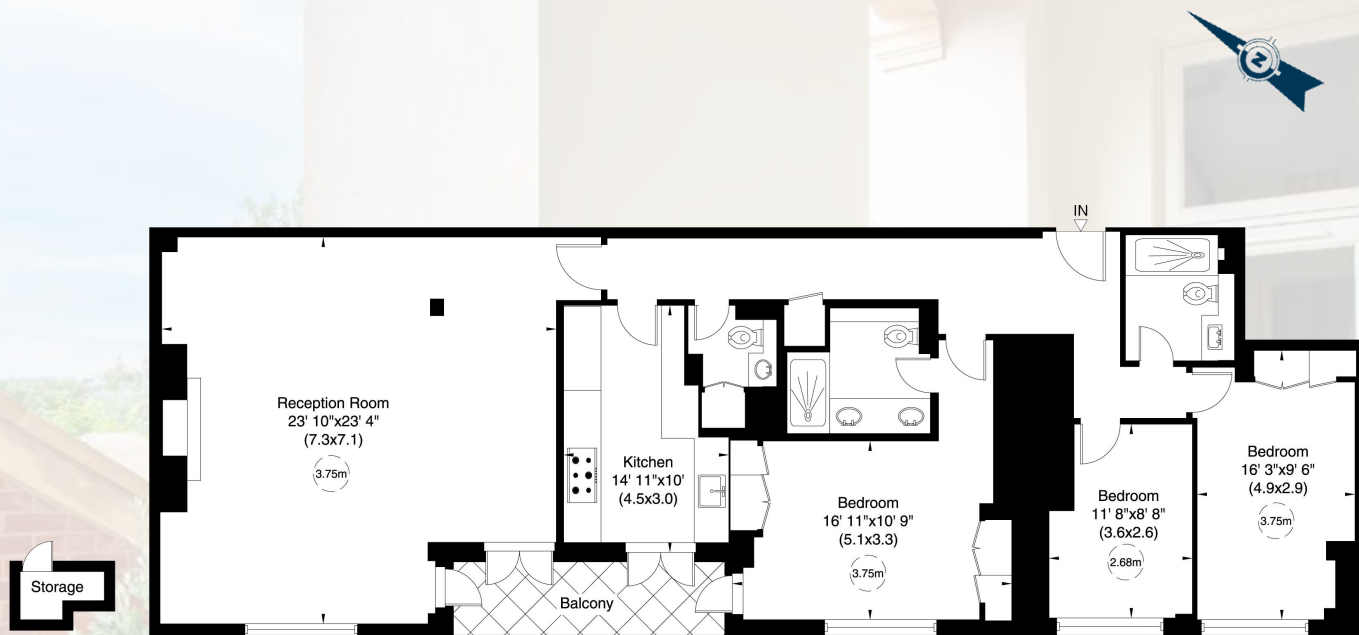 N
IN
Reception Room
23' 10"x23' 4"
(7.3x7.1)
3.75m
Kitchen
14' 11"x10'
(4.5x3.0)
Bedroom
16' 11"x10' 9"
(5.1x3.3)
3.75m
Bedroom
11' 8"x8' 8"
(3.6x2.6)
2.68m
Bedroom
16' 3"x9' 6"
(4.9x2.9)
3.75m
Storage
Balcony